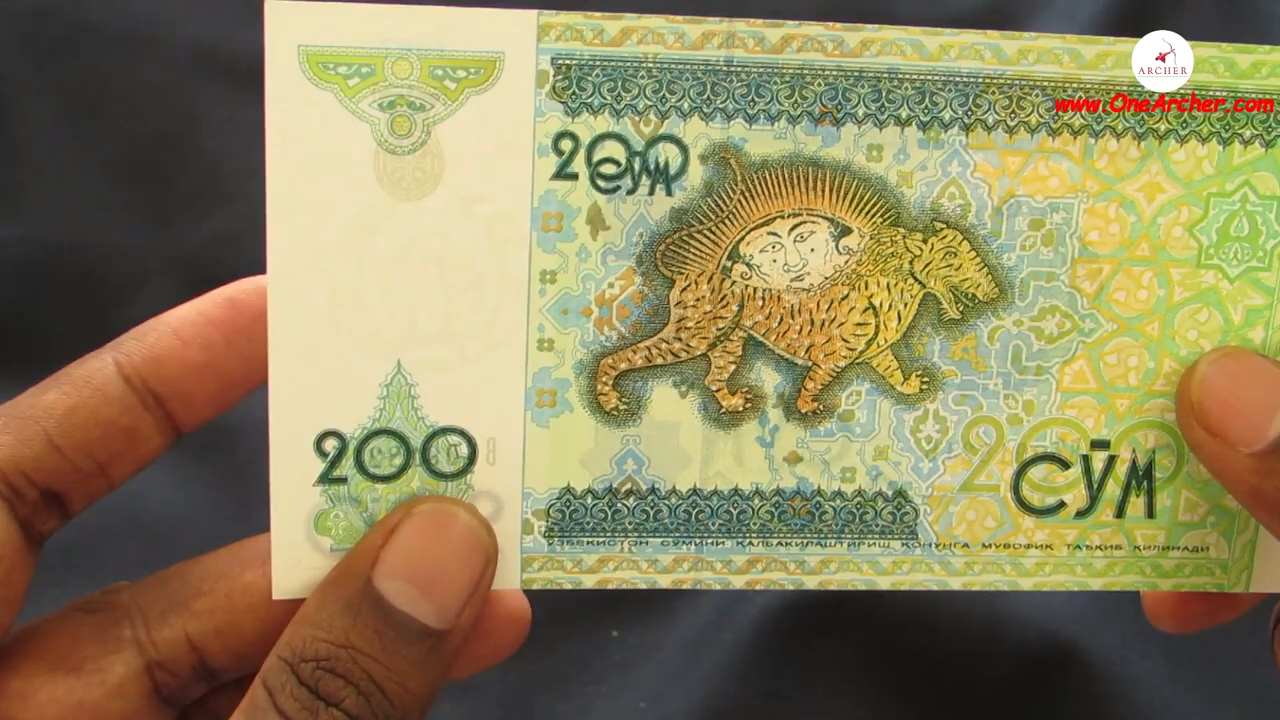 ARCHER
www.OneArcher.com
200
СЎМ
200
200
СЎМ
ЎЗБЕКИСТОН СЎМИНИ ҚАЛБАКИЛАШТИРИШ ҚОНУНГА МУВОФИҚ ТАЪҚИБ ҚИЛИНАДИ